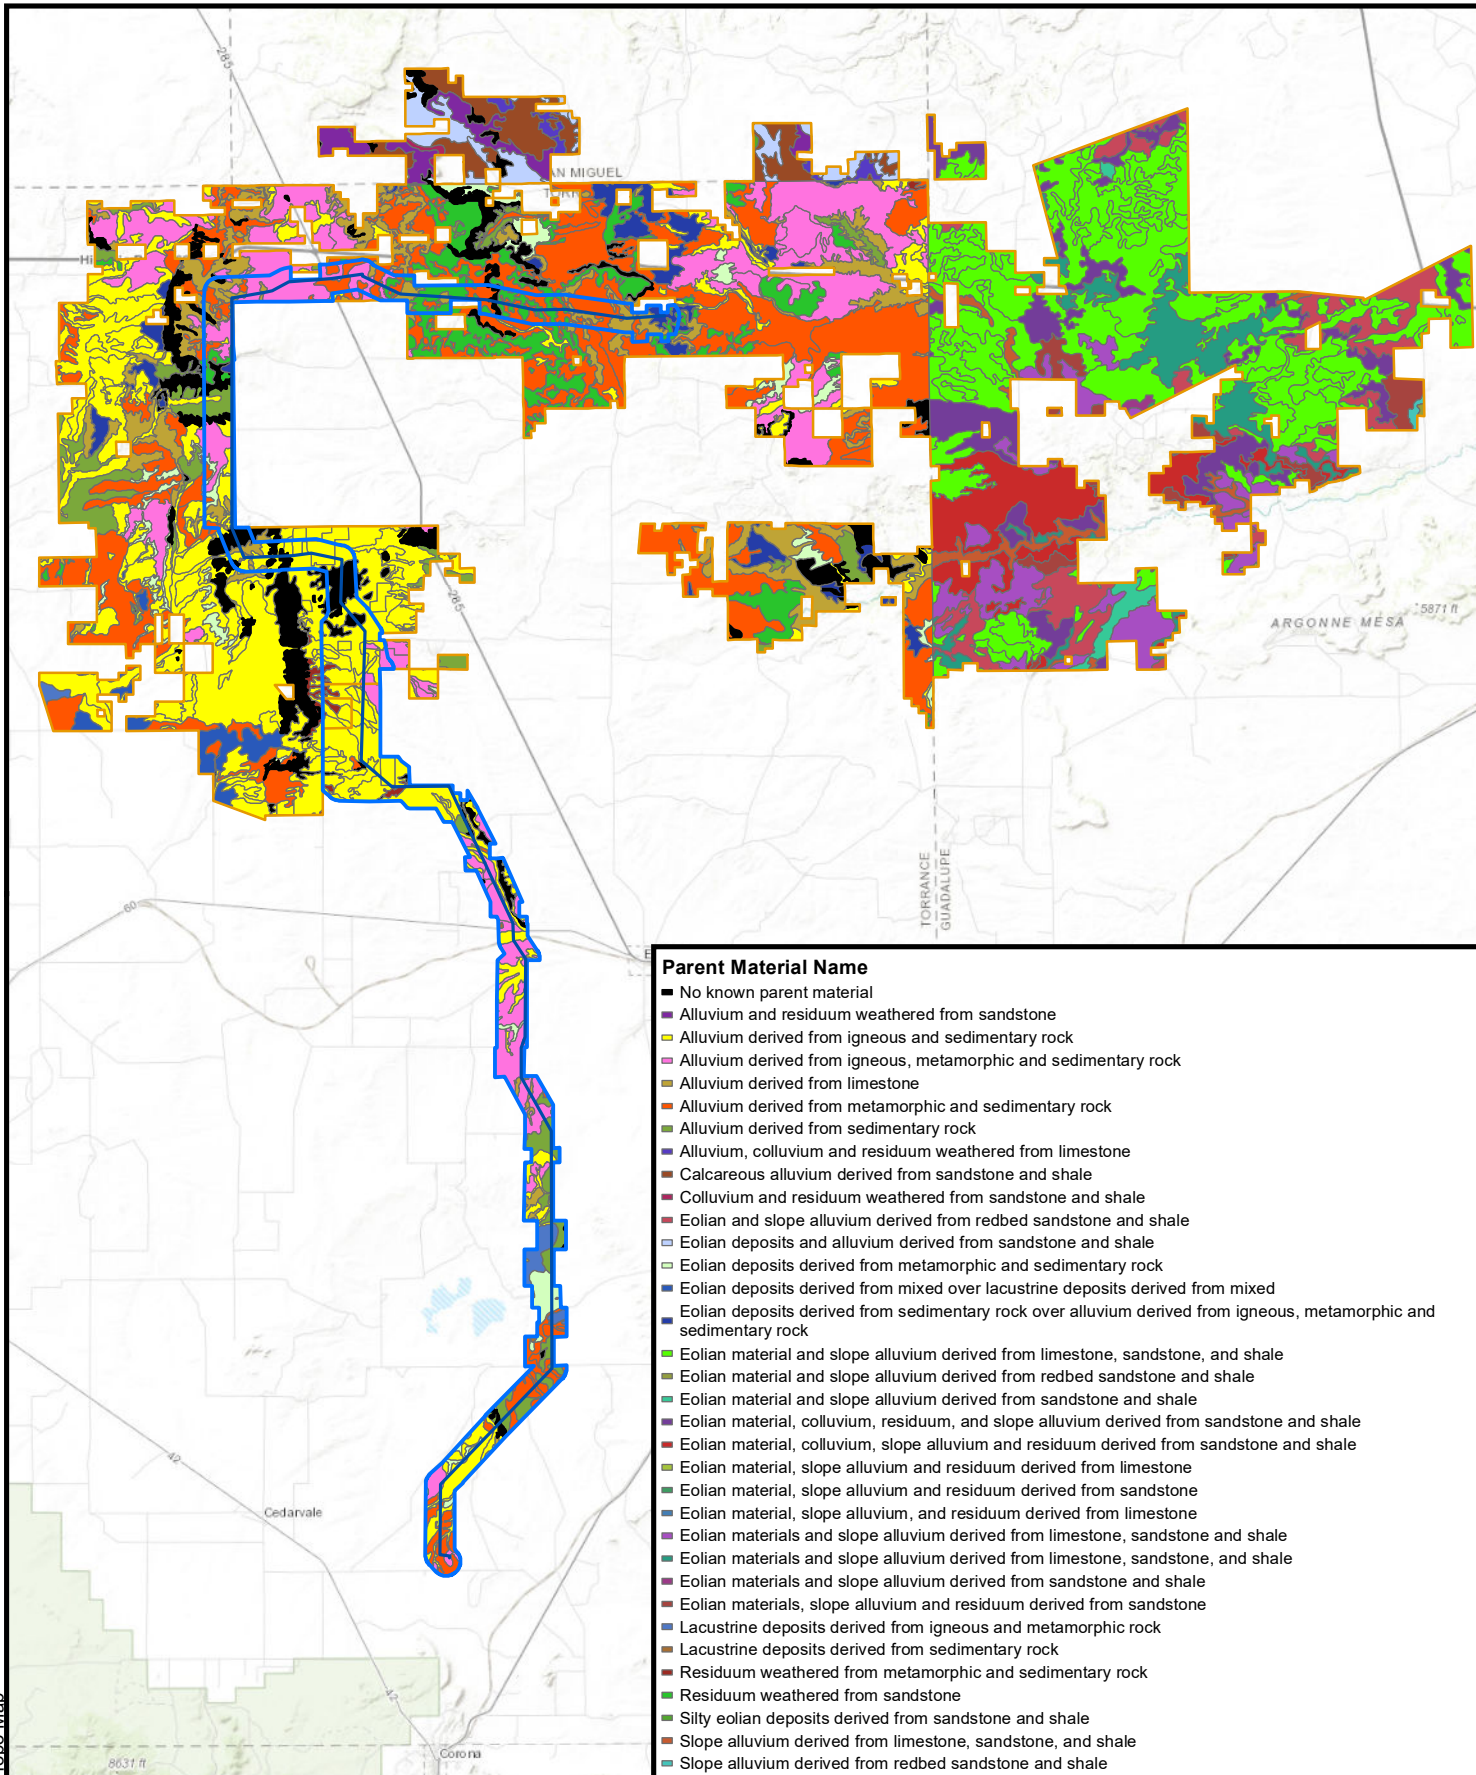 285
AN MIGUEL
TORR
Hi
285
5871 ft
ARGONNE MESA
TORRANCE
GUADALUPE
60
E
Parent Material Name
No known parent material
Alluvium and residuum weathered from sandstone
Alluvium derived from igneous and sedimentary rock
Alluvium derived from igneous, metamorphic and sedimentary rock
Alluvium derived from limestone
Alluvium derived from metamorphic and sedimentary rock
Alluvium derived from sedimentary rock
Alluvium, colluvium and residuum weathered from limestone
Calcareous alluvium derived from sandstone and shale
Colluvium and residuum weathered from sandstone and shale
Eolian and slope alluvium derived from redbed sandstone and shale
Eolian deposits and alluvium derived from sandstone and shale
Eolian deposits derived from metamorphic and sedimentary rock
Eolian deposits derived from mixed over lacustrine deposits derived from mixed
Eolian deposits derived from sedimentary rock over alluvium derived from igneous, metamorphic and
sedimentary rock
Eolian material and slope alluvium derived from limestone, sandstone, and shale
Eolian material and slope alluvium derived from redbed sandstone and shale
Eolian material and slope alluvium derived from sandstone and shale
Eolian material, colluvium, residuum, and slope alluvium derived from sandstone and shale
Eolian material, colluvium, slope alluvium and residuum derived from sandstone and shale
Eolian material, slope alluvium and residuum derived from limestone
Eolian material, slope alluvium and residuum derived from sandstone
Eolian material, slope alluvium, and residuum derived from limestone
Eolian materials and slope alluvium derived from limestone, sandstone and shale
Eolian materials and slope alluvium derived from limestone, sandstone, and shale
Eolian materials and slope alluvium derived from sandstone and shale
Eolian materials, slope alluvium and residuum derived from sandstone
Lacustrine deposits derived from igneous and metamorphic rock
Lacustrine deposits derived from sedimentary rock
Residuum weathered from metamorphic and sedimentary rock
Residuum weathered from sandstone
Silty eolian deposits derived from sandstone and shale
Slope alluvium derived from limestone, sandstone, and shale
Slope alluvium derived from redbed sandstone and shale
42
Cedarvale
42
Corona
8631 ft
Map